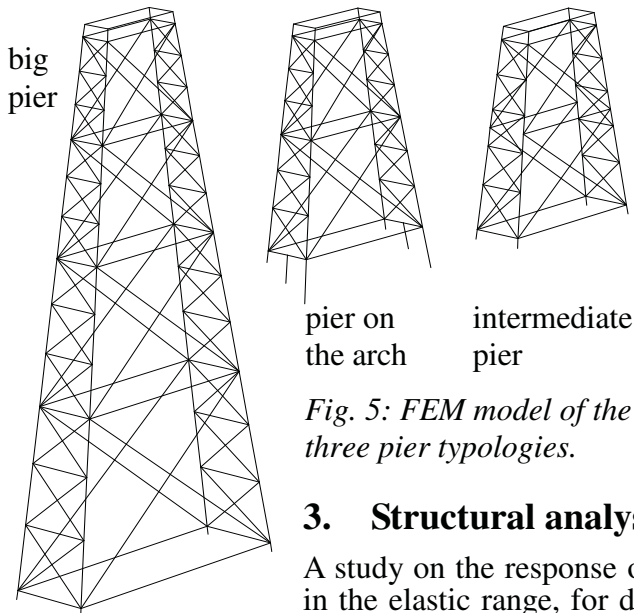 big
pier
pier on
the arch
intermediate
pier
Fig. 5: FEM model of the
three pier typologies.
3. Structural analys
A study on the response o
in the elastic range, for d